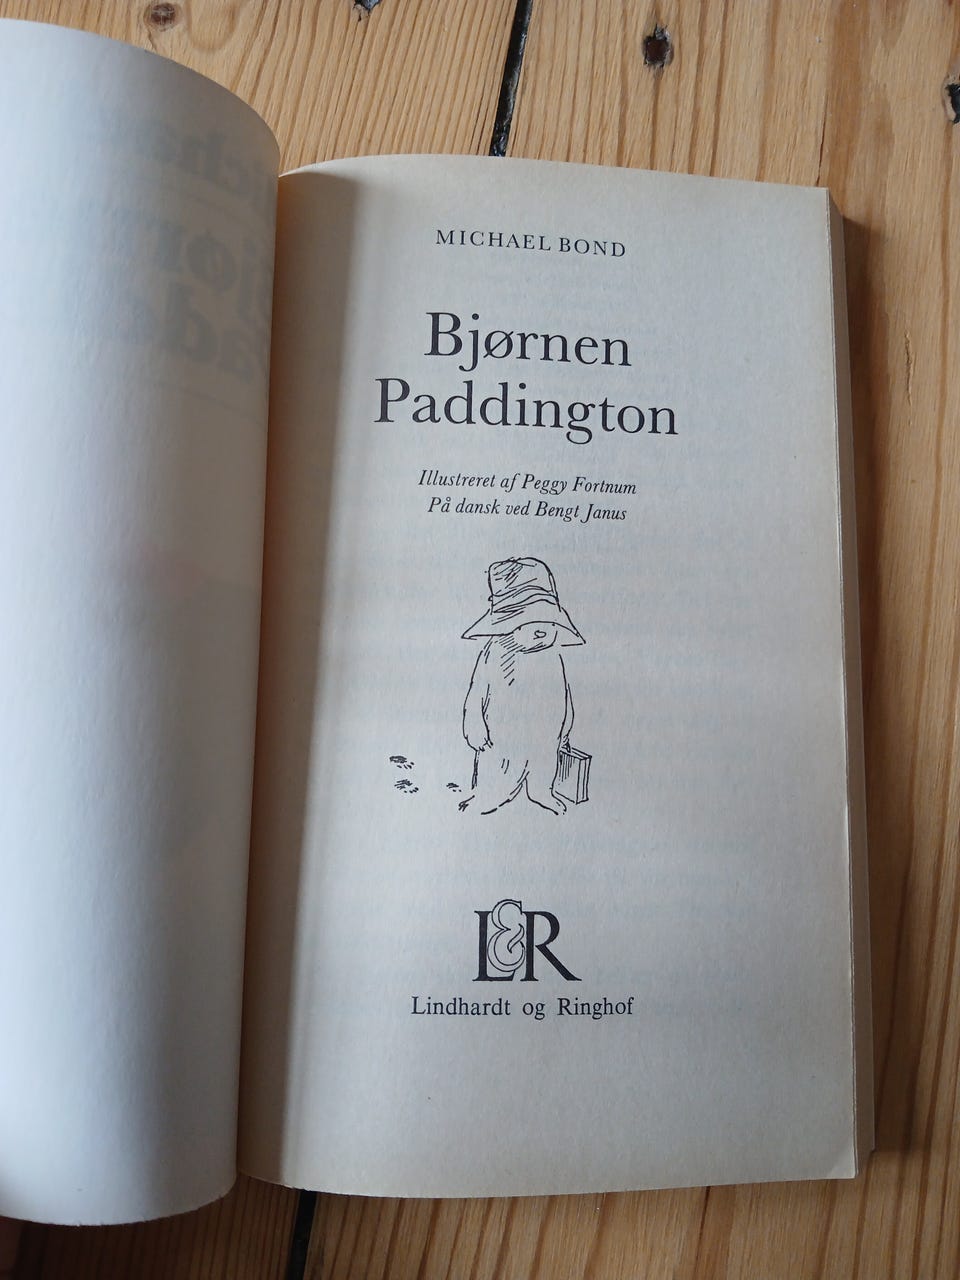 MICHAEL BOND
Bjørnen
Paddington
Illustreret af Peggy Fortnum
På dansk ved Bengt Janus
L&R
Lindhardt og Ringhof